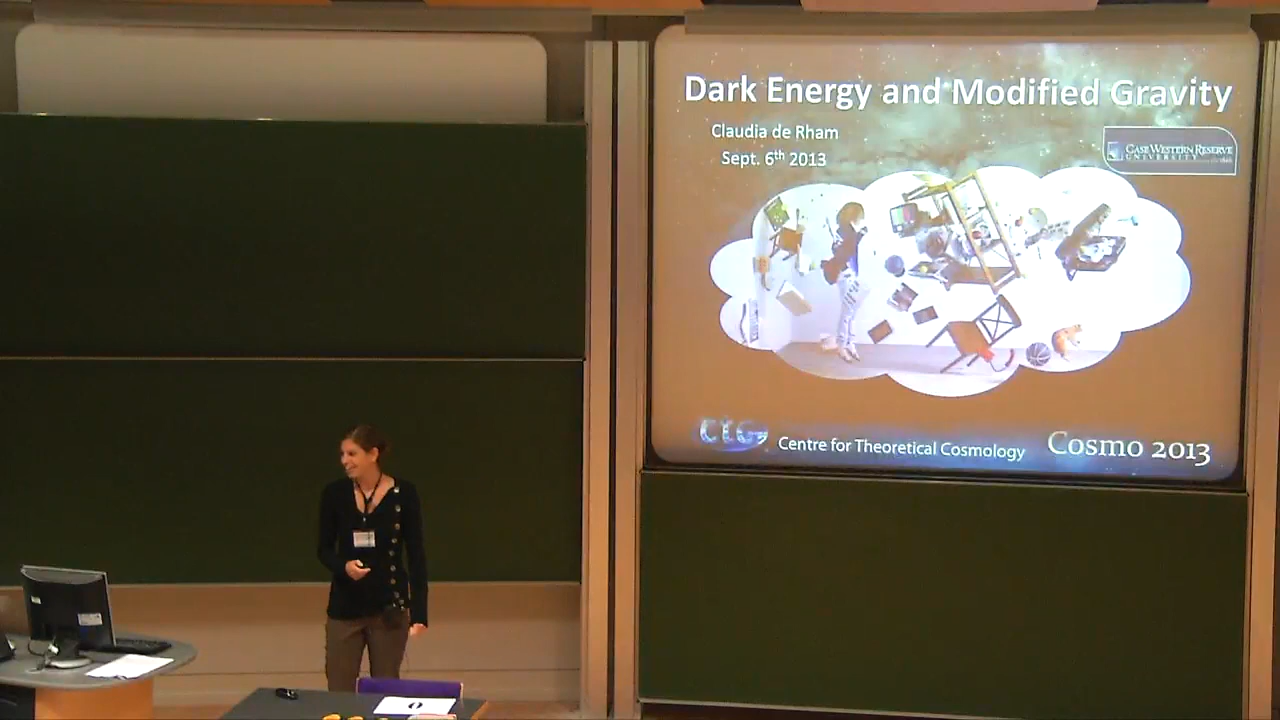 Dark Energy and Modified Gravity
Claudia de Rham
Sept. 6th 2013
CASE WESTERN RESERVE
UNIVERSITY
CTC
Centre for Theoretical Cosmology
Cosmo 2013